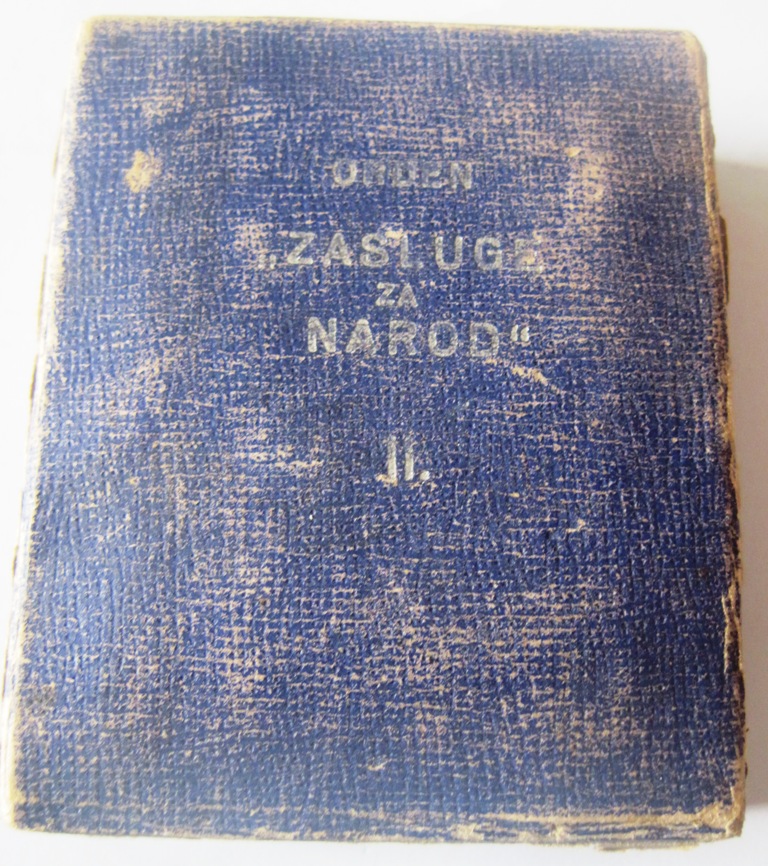 ORDEN
„ZASLUGE
ZA
NAROD“
II.